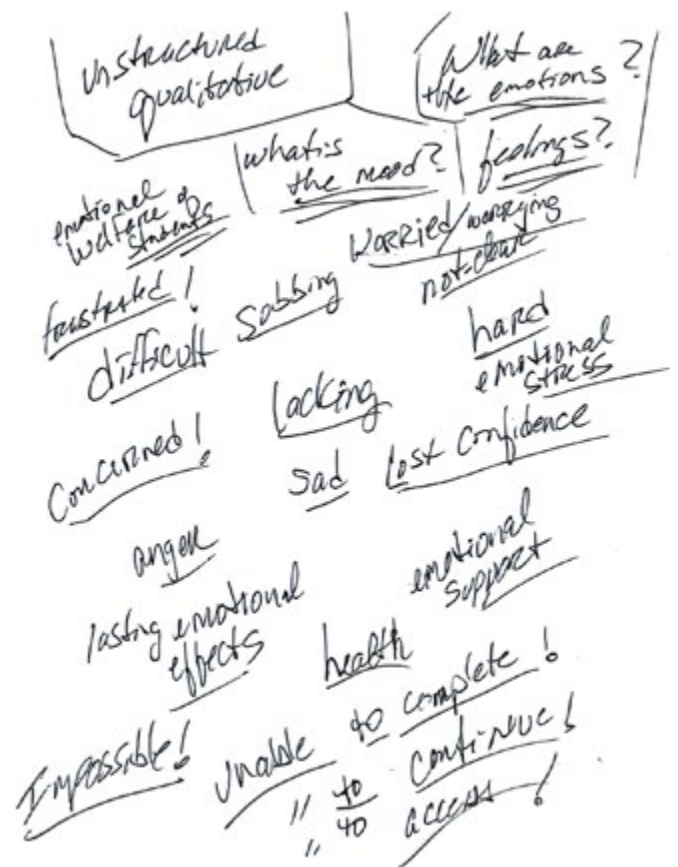 unstructured
qualitative
What are
the emotions?
what is
the mood?
feelings?
emotional
welfare of
students
Worried/worrying
not-clear
frustrated!
sobbing
difficult
hard
emotional
stress
lacking
Concerned!
sad
lost confidence
anger
emotional
support
lasting emotional
effects
health
Impossible!
unable to complete!
" to continue!
" to access!